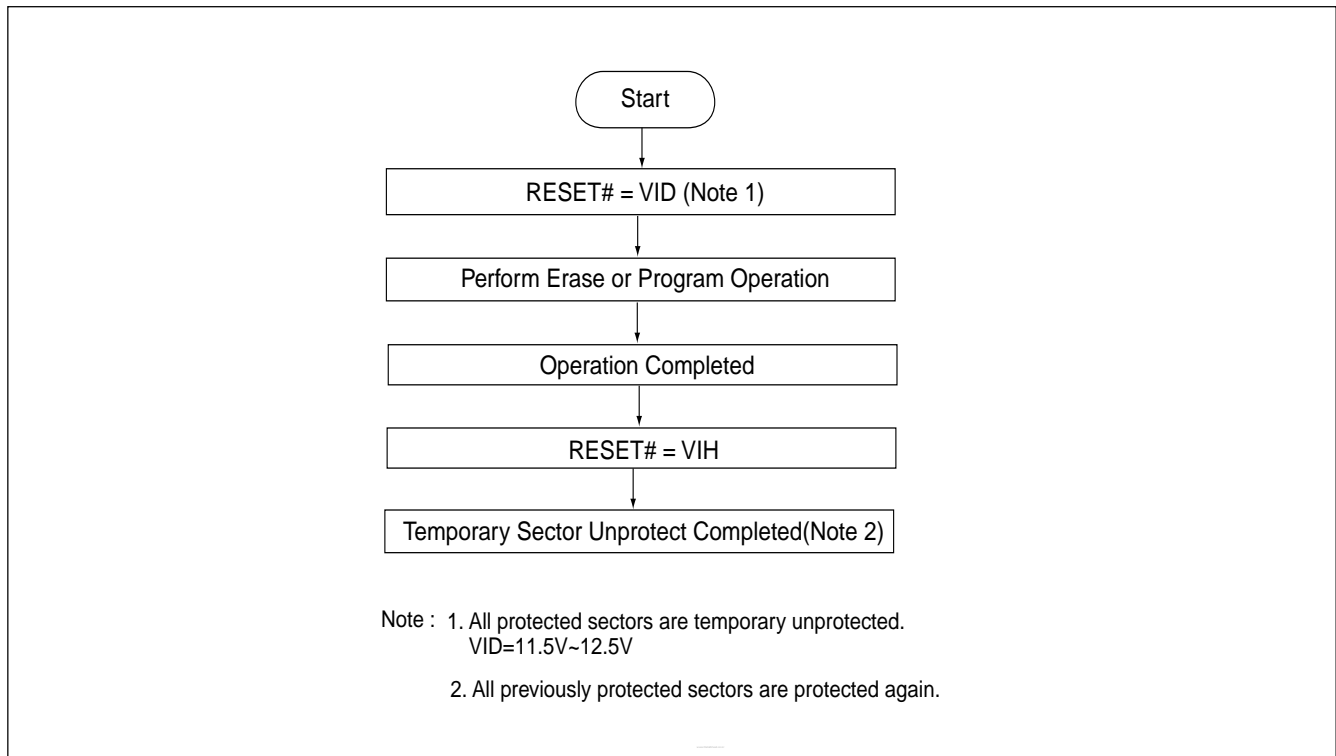 Start
RESET# = VID (Note 1)
Perform Erase or Program Operation
Operation Completed
RESET# = VIH
Temporary Sector Unprotect Completed(Note 2)
Note : 1. All protected sectors are temporary unprotected.
VID=11.5V~12.5V
2. All previously protected sectors are protected again.